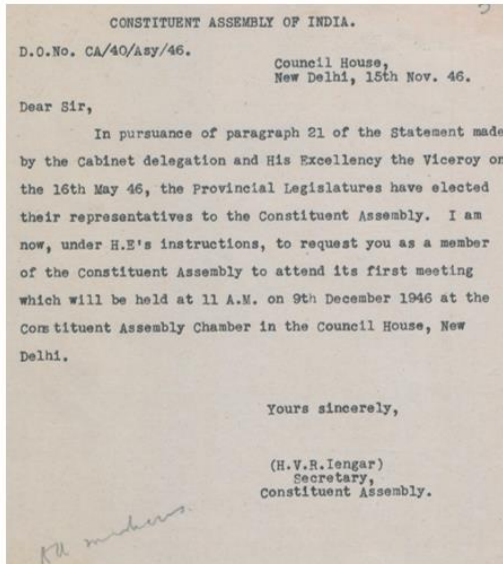 CONSTITUENT ASSEMBLY OF INDIA.
D.O.No. CA/40/Asy/46.
Council House,
New Delhi, 15th Nov. 46.
Dear Sir,
In pursuance of paragraph 21 of the Statement made
by the Cabinet delegation and His Excellency the Viceroy on
the 16th May 46, the Provincial Legislatures have elected
their representatives to the Constituent Assembly. I am
now, under H.E's instructions, to request you as a member
of the Constituent Assembly to attend its first meeting
which will be held at 11 A.M. on 9th December 1946 at the
Constituent Assembly Chamber in the Council House, New
Delhi.
Yours sincerely,
(H.V.R.Iengar)
Secretary,
Constituent Assembly.
All members.